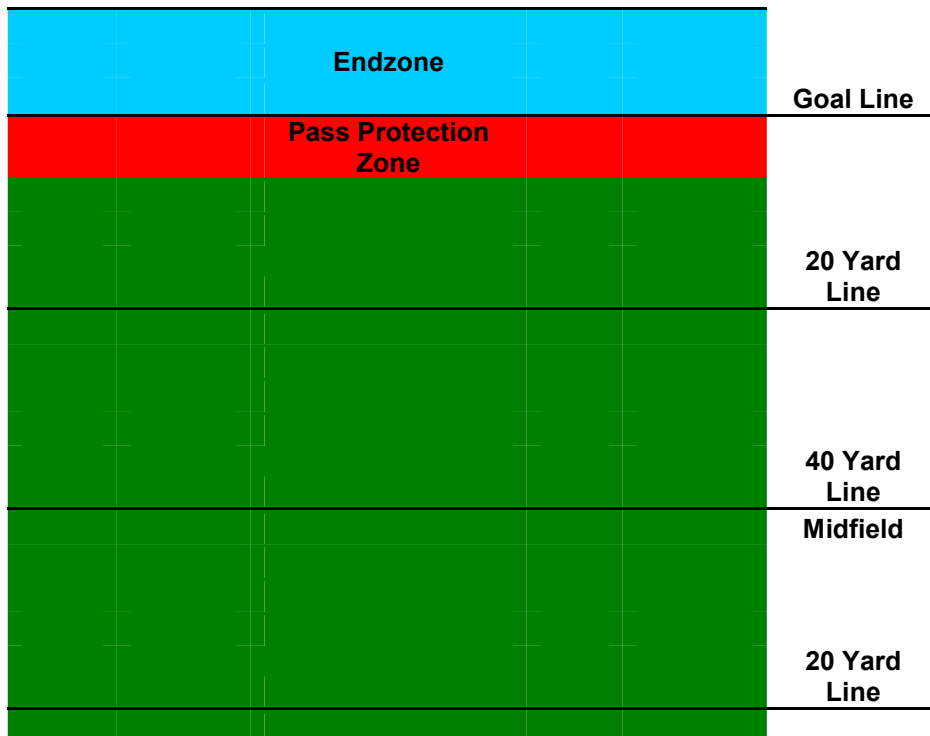 Endzone
Goal Line
Pass Protection
Zone
20 Yard
Line
40 Yard
Line
Midfield
20 Yard
Line